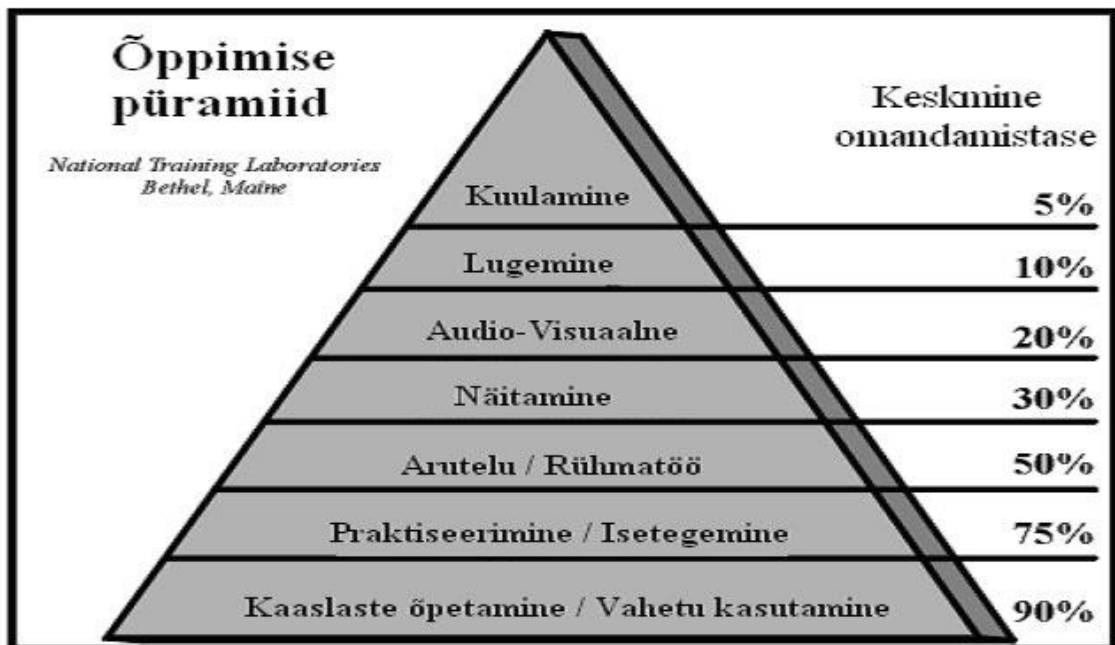 Õppimise
püramiid
National Training Laboratories
Bethel, Maine
Keskmine
omandamistase
Kuulamine 5%
Lugemine 10%
Audio-Visuaalne 20%
Näitamine 30%
Arutelu / Rühmatöö 50%
Praktiseerimine / Isetegemine 75%
Kaaslaste õpetamine / Vahetu kasutamine 90%